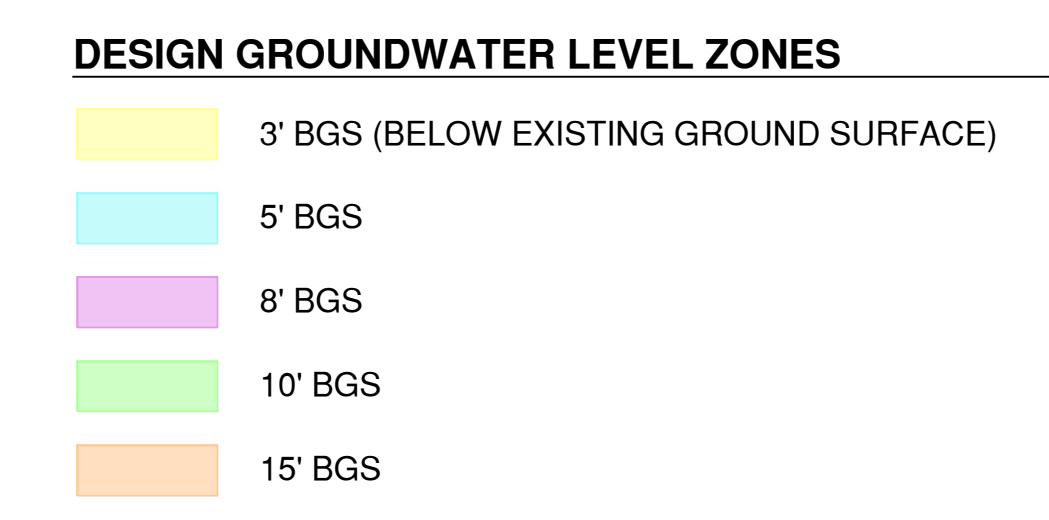 DESIGN GROUNDWATER LEVEL ZONES
3' BGS (BELOW EXISTING GROUND SURFACE)
5' BGS
8' BGS
10' BGS
15' BGS